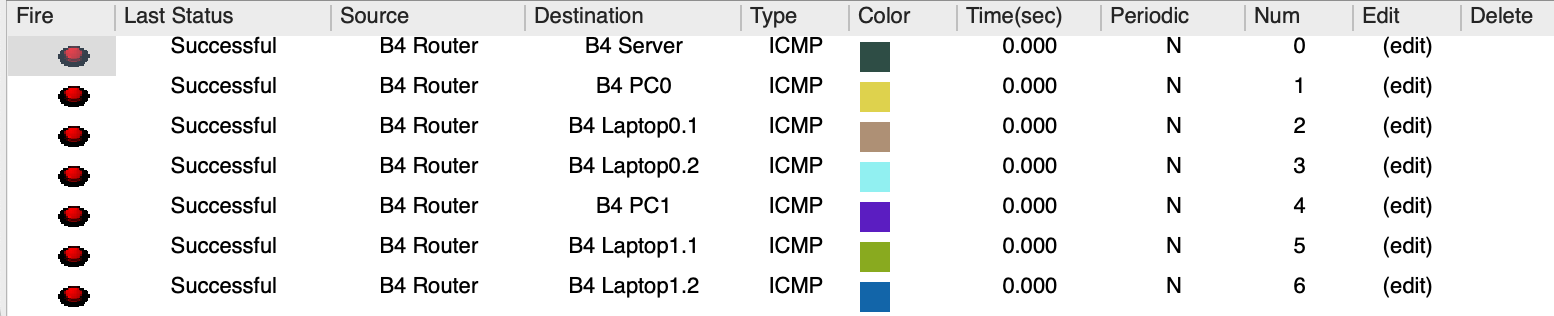 Fire Last Status Source Destination Type Color Time(sec) Periodic Num Edit Delete
Successful B4 Router B4 Server ICMP 0.000 N 0 (edit)
Successful B4 Router B4 PC0 ICMP 0.000 N 1 (edit)
Successful B4 Router B4 Laptop0.1 ICMP 0.000 N 2 (edit)
Successful B4 Router B4 Laptop0.2 ICMP 0.000 N 3 (edit)
Successful B4 Router B4 PC1 ICMP 0.000 N 4 (edit)
Successful B4 Router B4 Laptop1.1 ICMP 0.000 N 5 (edit)
Successful B4 Router B4 Laptop1.2 ICMP 0.000 N 6 (edit)